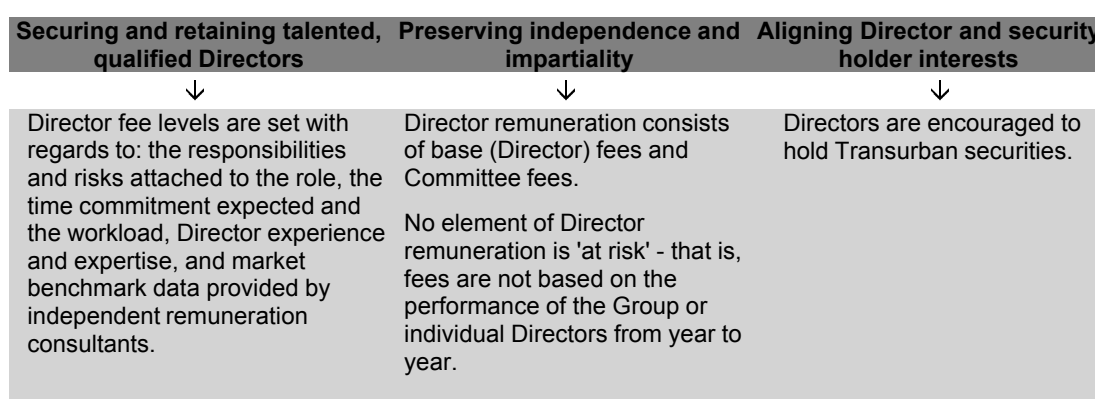 Securing and retaining talented,
qualified Directors
Preserving independence and
impartiality
Aligning Director and security
holder interests
↓
↓
↓
Director fee levels are set with
regards to: the responsibilities
and risks attached to the role, the
time commitment expected and
the workload, Director experience
and expertise, and market
benchmark data provided by
independent remuneration
consultants.
Director remuneration consists
of base (Director) fees and
Committee fees.
No element of Director
remuneration is 'at risk' - that is,
fees are not based on the
performance of the Group or
individual Directors from year to
year.
Directors are encouraged to
hold Transurban securities.